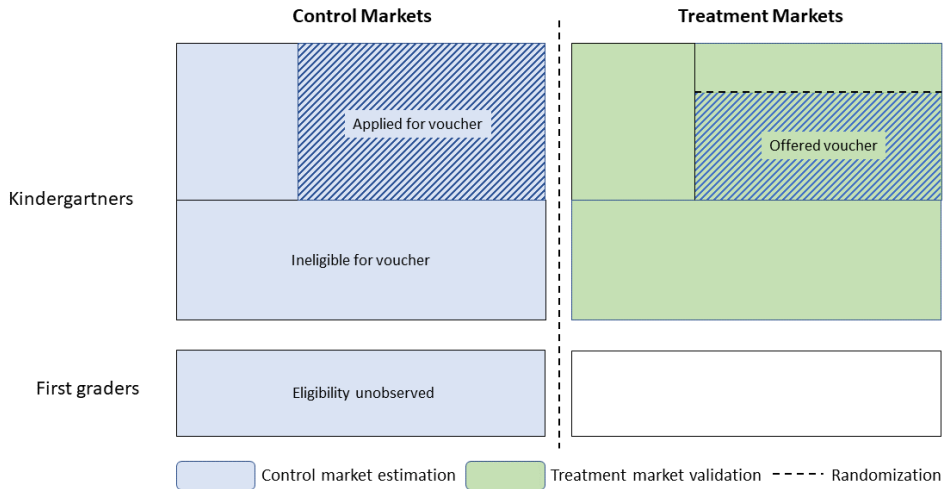 Control Markets
Treatment Markets
Applied for voucher
Offered voucher
Kindergartners
Ineligible for voucher
First graders
Eligibility unobserved
Control market estimation
Treatment market validation
Randomization